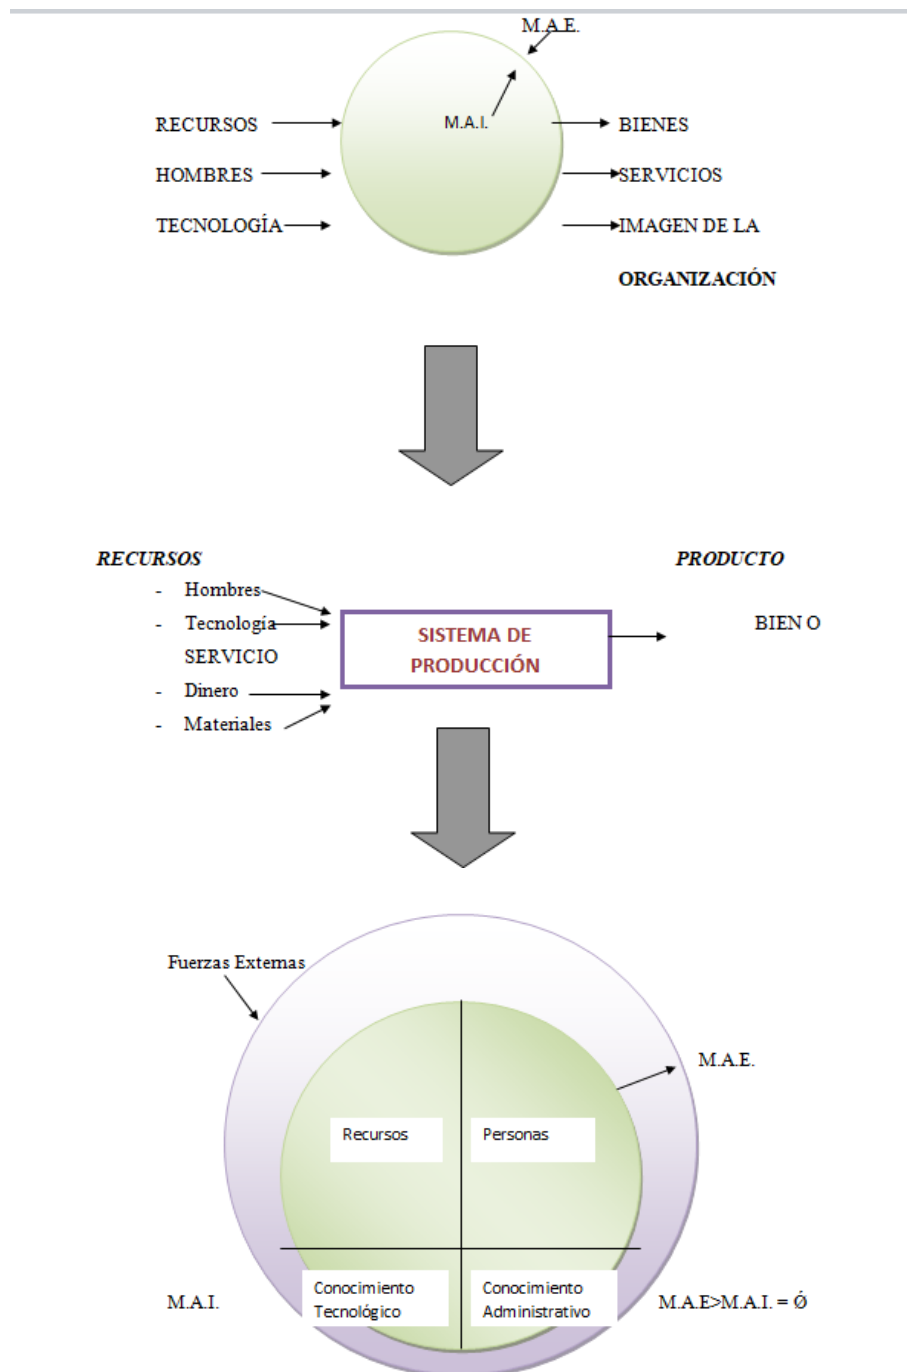 M.A.E.
M.A.I.
RECURSOS
BIENES
HOMBRES
SERVICIOS
TECNOLOGÍA
IMAGEN DE LA
ORGANIZACIÓN
RECURSOS
PRODUCTO
- Hombres
- Tecnología
BIEN O
SERVICIO
- Dinero
- Materiales
SISTEMA DE
PRODUCCIÓN
Fuerzas Externas
M.A.E.
Recursos
Personas
Conocimiento
Tecnológico
Conocimiento
Administrativo
M.A.I.
M.A.E>M.A.I. = Ǿ